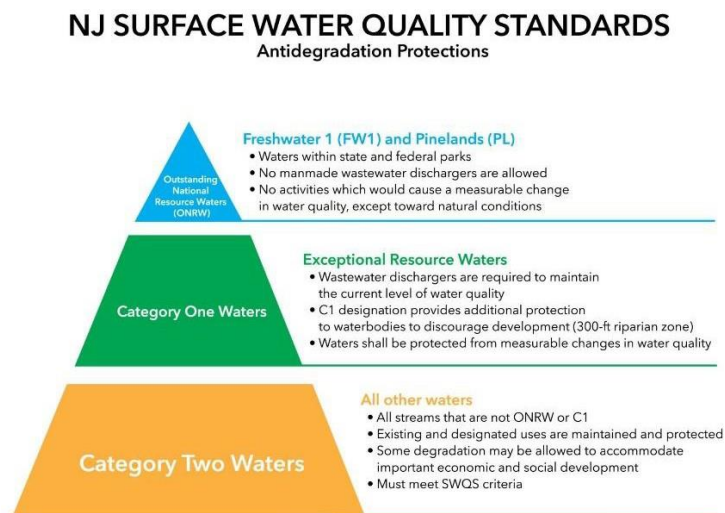 NJ SURFACE WATER QUALITY STANDARDS
Antidegradation Protections
Outstanding
National
Resource Waters
(ONRW)
Freshwater 1 (FW1) and Pinelands (PL)
• Waters within state and federal parks
• No manmade wastewater dischargers are allowed
• No activities which would cause a measurable change
in water quality, except toward natural conditions
Category One Waters
Exceptional Resource Waters
• Wastewater dischargers are required to maintain
the current level of water quality
• C1 designation provides additional protection
to waterbodies to discourage development (300-ft riparian zone)
• Waters shall be protected from measurable changes in water quality
Category Two Waters
All other waters
• All streams that are not ONRW or C1
• Existing and designated uses are maintained and protected
• Some degradation may be allowed to accommodate
important economic and social development
• Must meet SWQS criteria